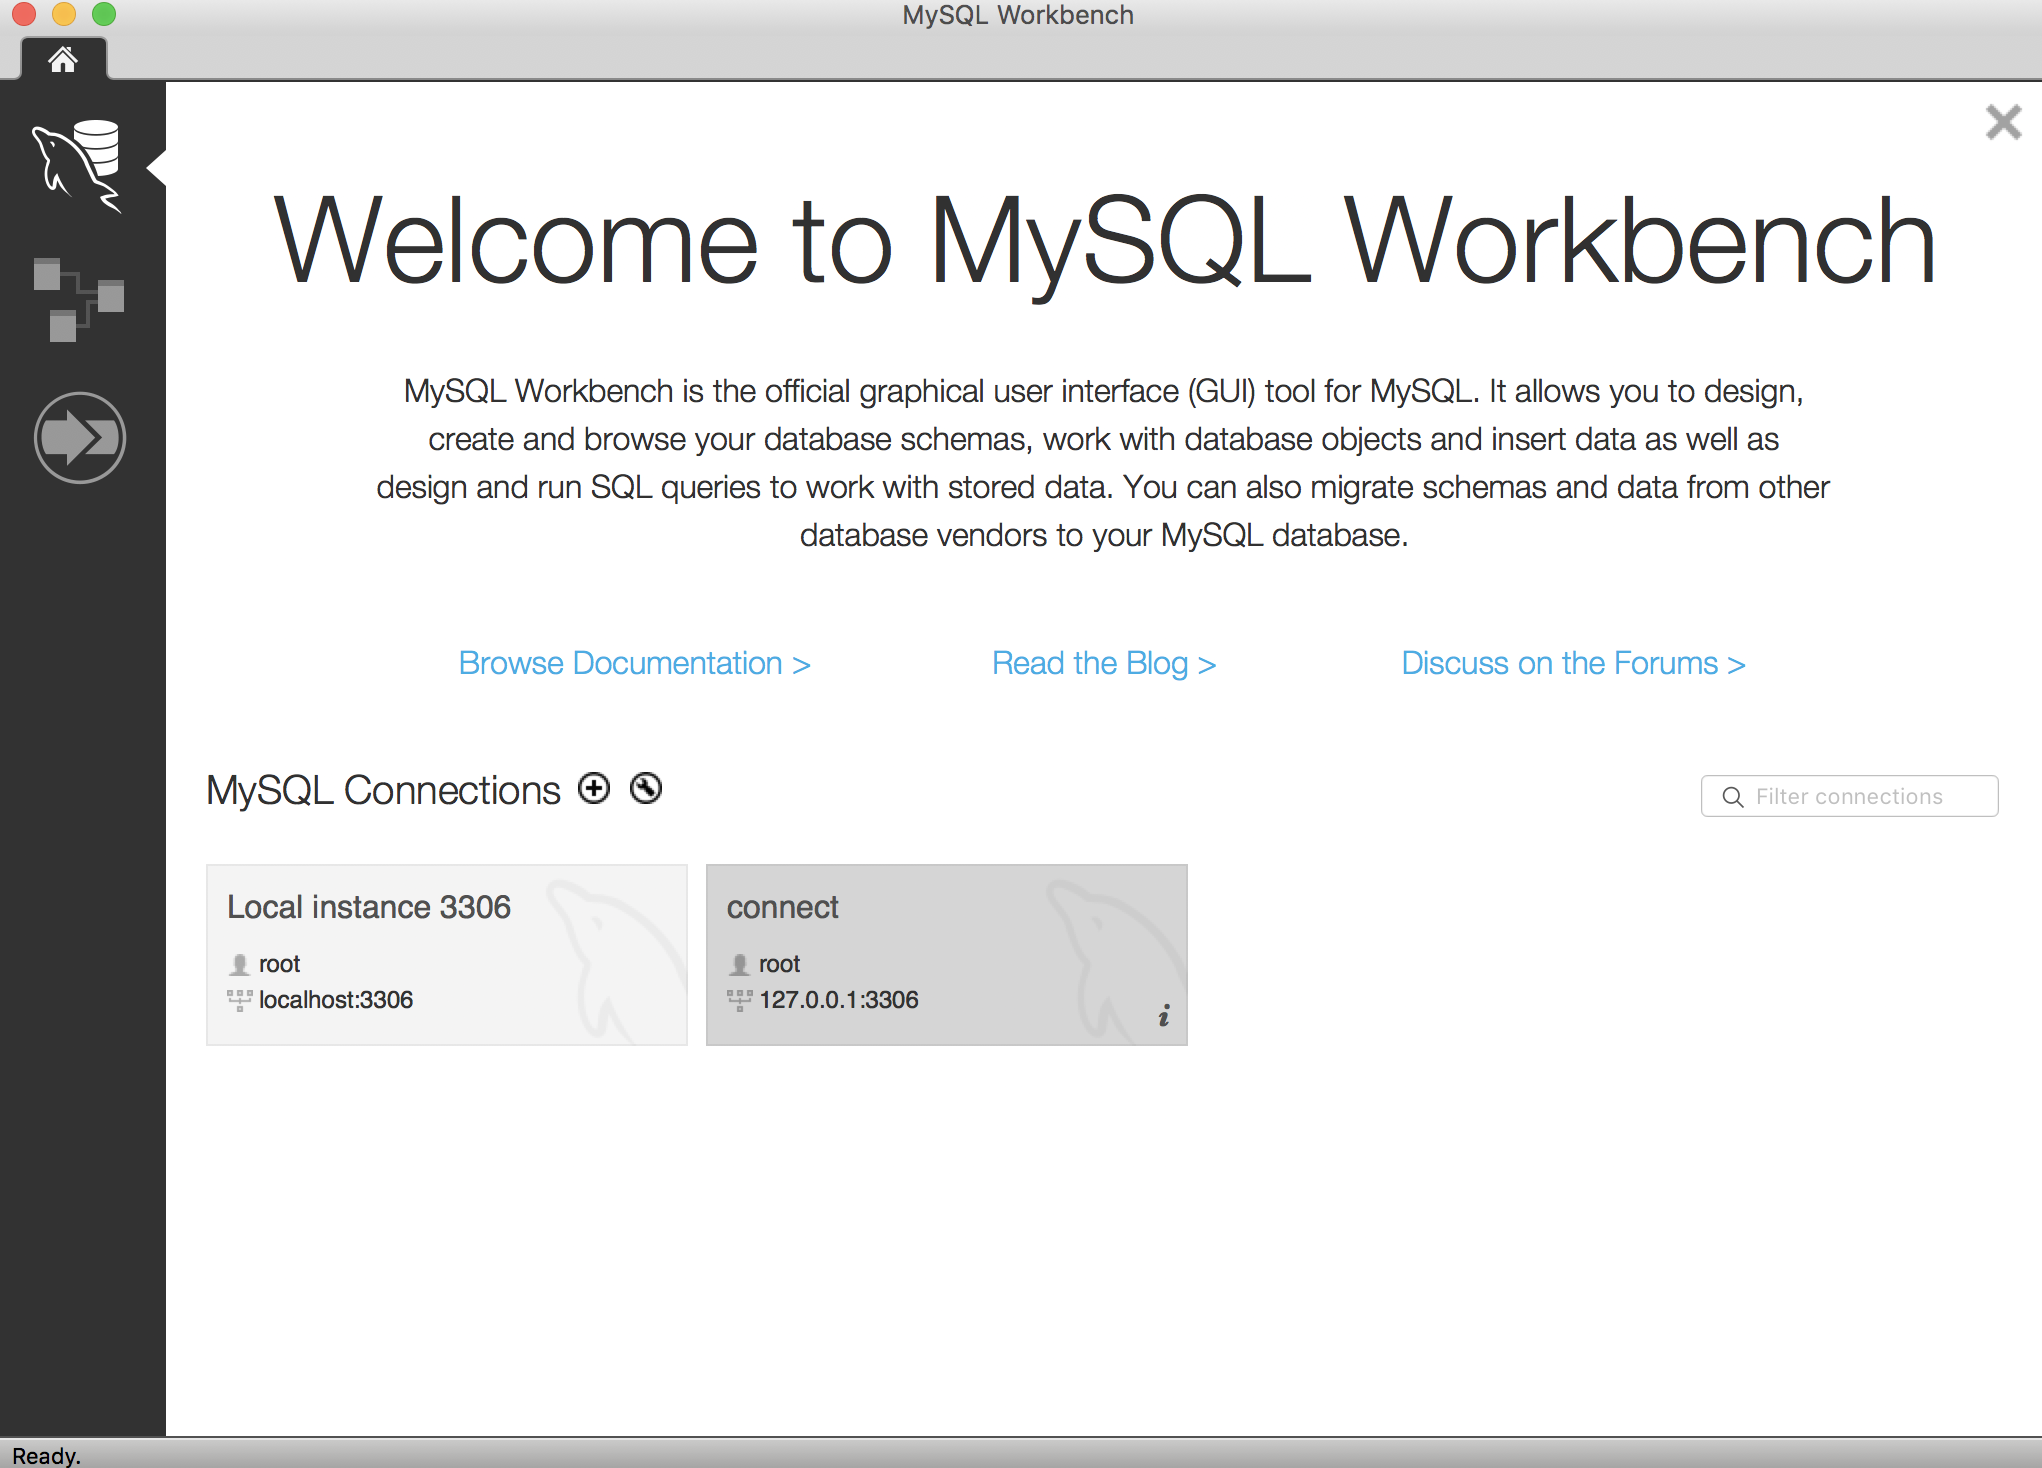 MySQL Workbench
Welcome to MySQL Workbench
MySQL Workbench is the official graphical user interface (GUI) tool for MySQL. It allows you to design,
create and browse your database schemas, work with database objects and insert data as well as
design and run SQL queries to work with stored data. You can also migrate schemas and data from other
database vendors to your MySQL database.
Browse Documentation > Read the Blog > Discuss on the Forums >
MySQL Connections
Filter connections
Local instance 3306
root
localhost:3306
connect
root
127.0.0.1:3306
i
Ready.